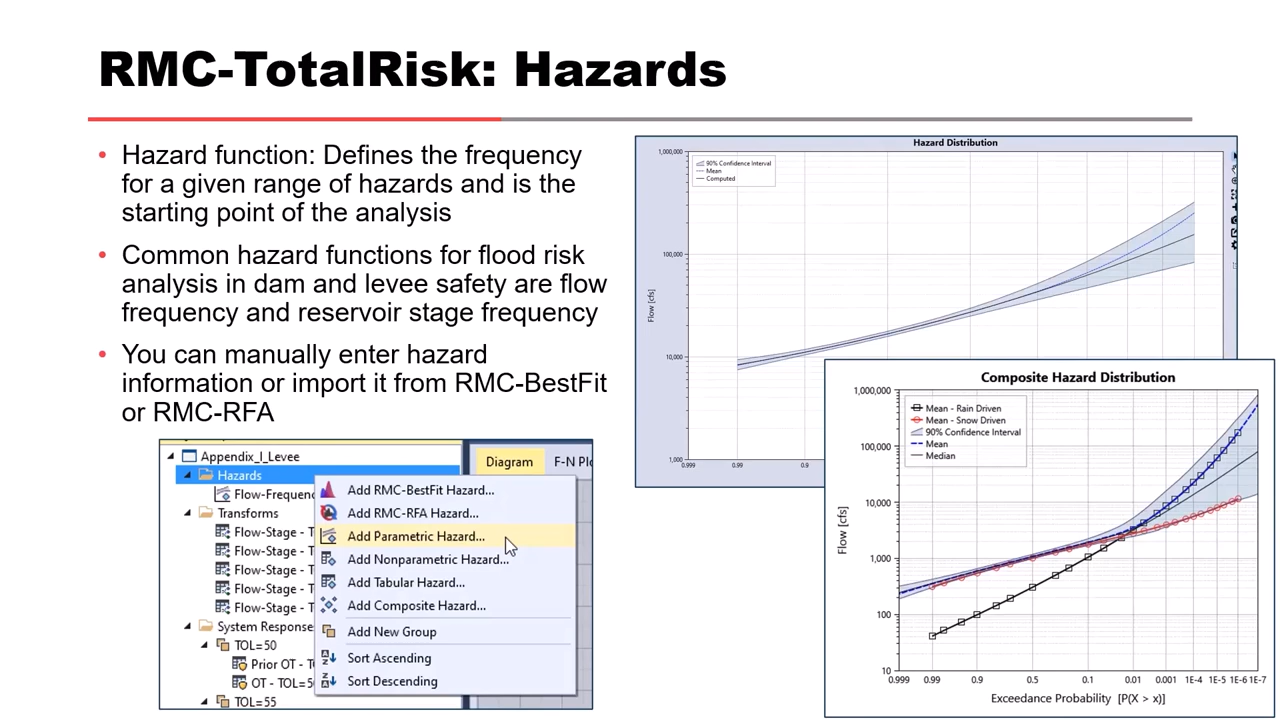 RMC-TotalRisk: Hazards
• Hazard function: Defines the frequency
for a given range of hazards and is the
starting point of the analysis
• Common hazard functions for flood risk
analysis in dam and levee safety are flow
frequency and reservoir stage frequency
• You can manually enter hazard
information or import it from RMC-BestFit
or RMC-RFA
Appendix_I_Levee
Hazards
Flow-Frequenc
Transforms
Flow-Stage - T
Flow-Stage - T
Flow-Stage - T
Flow-Stage - T
Flow-Stage - T
System Response
TOL=50
Prior OT - T
OT - TOL=5
TOL=55
Diagram
F-N Plo
Add RMC-BestFit Hazard...
Add RMC-RFA Hazard...
Add Parametric Hazard...
Add Nonparametric Hazard...
Add Tabular Hazard...
Add Composite Hazard...
Add New Group
Sort Ascending
Sort Descending
Hazard Distribution
90% Confidence Interval
Mean
Computed
1,000,000
100,000
10,000
1,000
Flow [cfs]
0.999
0.99
0.9
Composite Hazard Distribution
Mean - Rain Driven
Mean - Snow Driven
90% Confidence Interval
Mean
Median
1,000,000
100,000
10,000
1,000
100
10
Flow [cfs]
0.999 0.99 0.9 0.5 0.1 0.01 0.001 1E-4 1E-5 1E-6 1E-7
Exceedance Probability [P(X > x)]